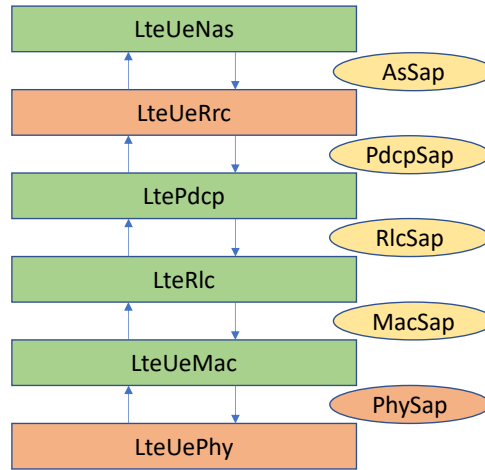 LteUeNas
AsSap
LteUeRrc
PdcpSap
LtePdcp
RlcSap
LteRlc
MacSap
LteUeMac
PhySap
LteUePhy